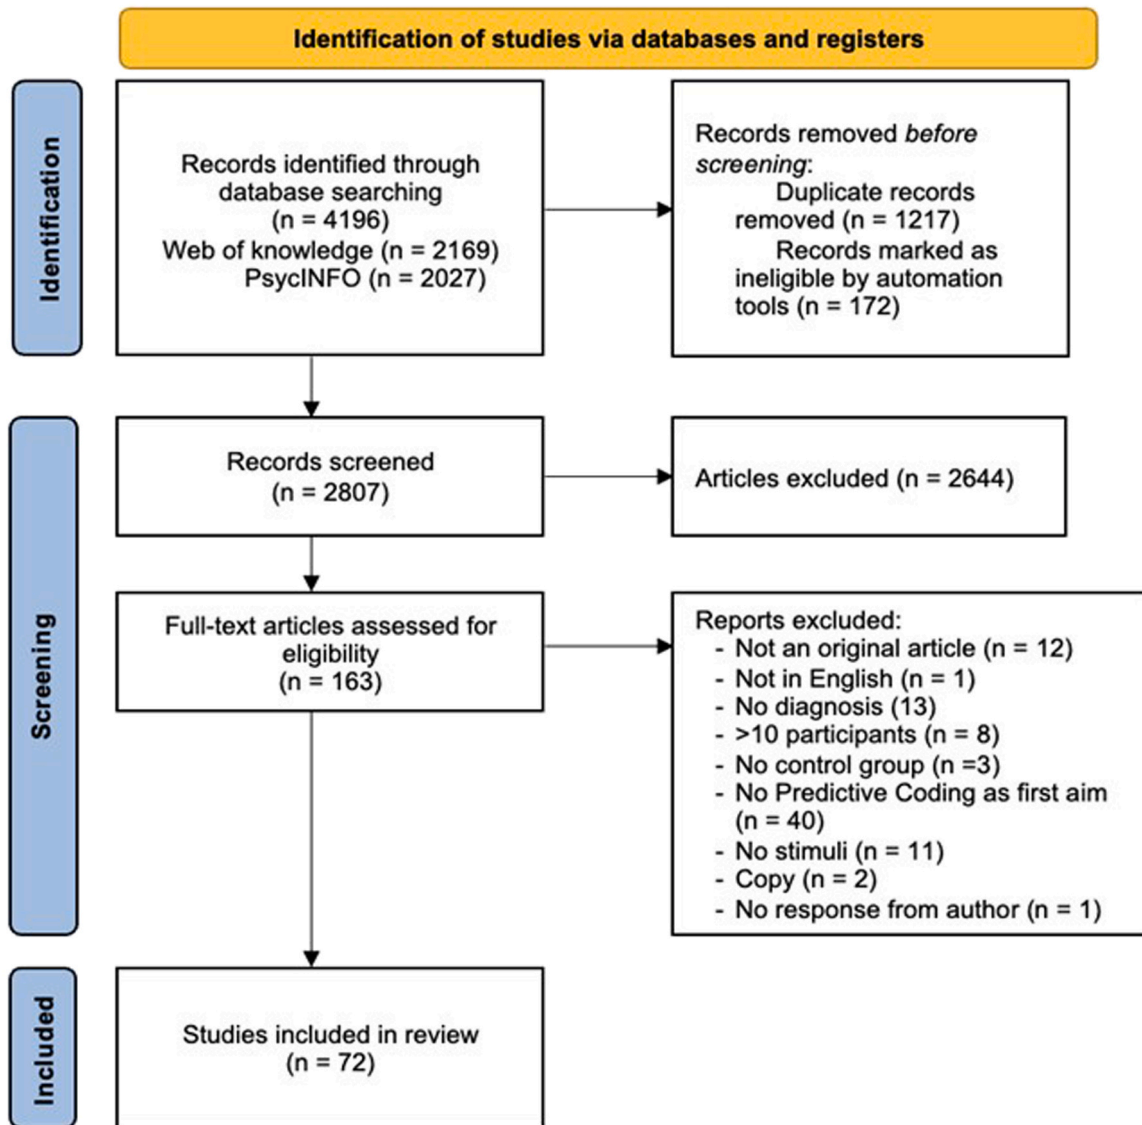 Identification of studies via databases and registers
Identification
Records identified through
database searching
(n = 4196)
Web of knowledge (n = 2169)
PsycINFO (n = 2027)
Records removed before
screening:
Duplicate records
removed (n = 1217)
Records marked as
ineligible by automation
tools (n = 172)
Screening
Records screened
(n = 2807)
Articles excluded (n = 2644)
Full-text articles assessed for
eligibility
(n = 163)
Reports excluded:
- Not an original article (n = 12)
- Not in English (n = 1)
- No diagnosis (13)
- >10 participants (n = 8)
- No control group (n =3)
- No Predictive Coding as first aim
(n = 40)
- No stimuli (n = 11)
- Copy (n = 2)
- No response from author (n = 1)
Included
Studies included in review
(n = 72)